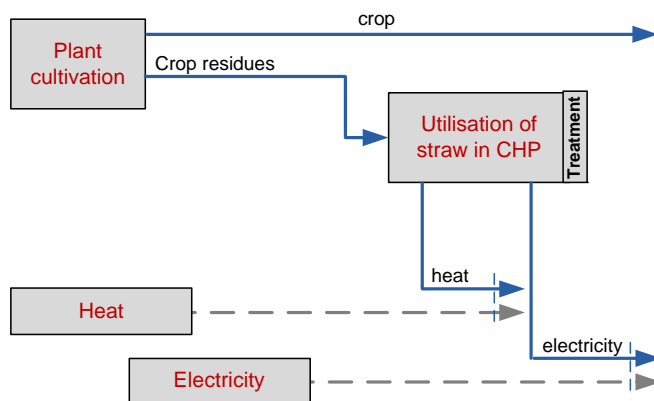 crop
Plant
cultivation
Crop residues
Utilisation of
straw in CHP
Treatment
heat
Heat
electricity
Electricity